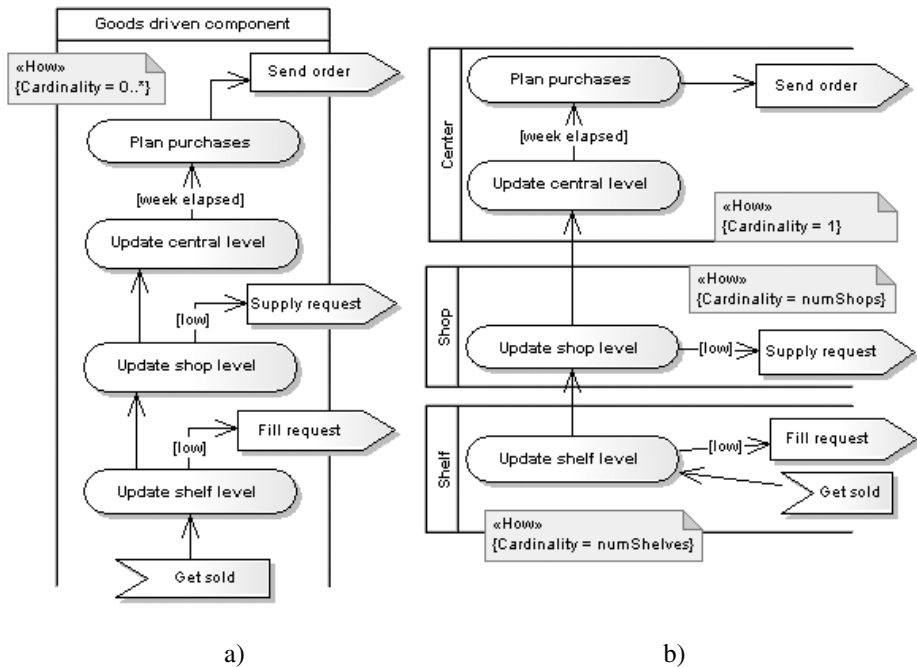 Goods driven component
«How»
{Cardinality = 0..*}
Send order
Plan purchases
[week elapsed]
Update central level
Supply request
[low]
Update shop level
Fill request
[low]
Update shelf level
Get sold
a)
Center
Plan purchases
Send order
[week elapsed]
Update central level
«How»
{Cardinality = 1}
Shop
«How»
{Cardinality = numShops}
Update shop level
[low]
Supply request
Shelf
Update shelf level
[low]
Fill request
Get sold
«How»
{Cardinality = numShelves}
b)